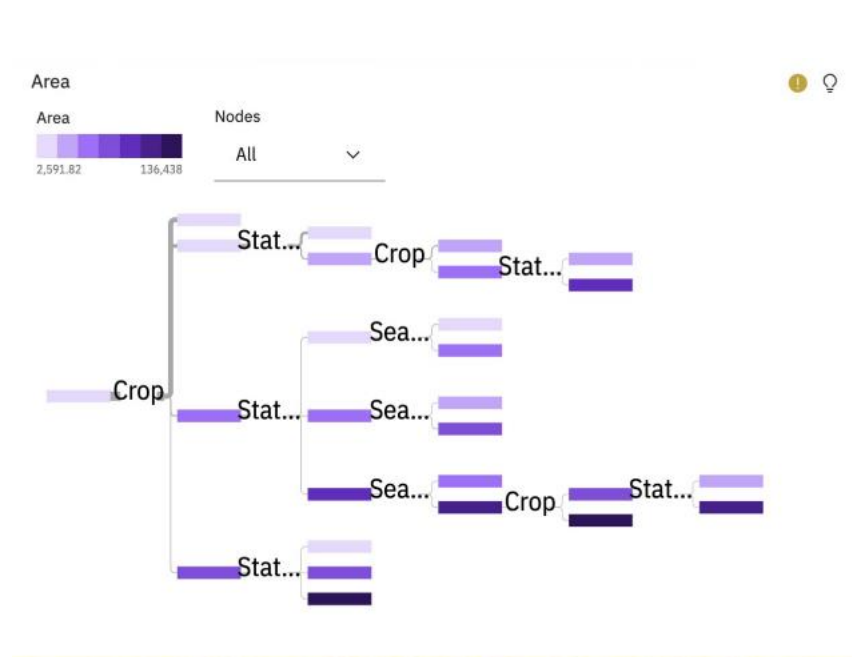 Area
Area
Nodes
All
2,591.82
136,438
Stat...
Crop
Stat...
Sea...
Crop
Stat...
Sea...
Sea...
Crop
Stat...
Stat...